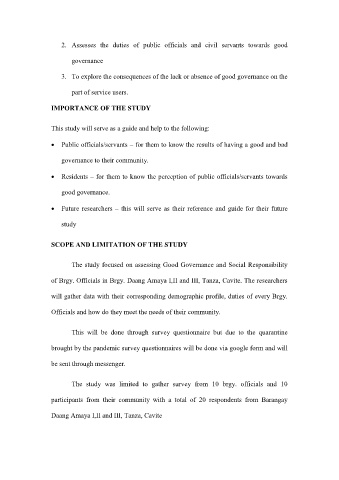 2. Assesses the duties of public officials and civil servants towards good
governance
3. To explore the consequences of the lack or absence of good governance on the
part of service users.
IMPORTANCE OF THE STUDY
This study will serve as a guide and help to the following:
• Public officials/servants – for them to know the results of having a good and bad
governance to their community.
• Residents – for them to know the perception of public officials/servants towards
good governance.
• Future researchers – this will serve as their reference and guide for their future
study
SCOPE AND LIMITATION OF THE STUDY
The study focused on assessing Good Governance and Social Responsibility
of Brgy. Officials in Brgy. Daang Amaya I,II and III, Tanza, Cavite. The researchers
will gather data with their corresponding demographic profile, duties of every Brgy.
Officials and how do they meet the needs of their community.
This will be done through survey questionnaire but due to the quarantine
brought by the pandemic survey questionnaires will be done via google form and will
be sent through messenger.
The study was limited to gather survey from 10 brgy. officials and 10
participants from their community with a total of 20 respondents from Barangay
Daang Amaya I,II and III, Tanza, Cavite